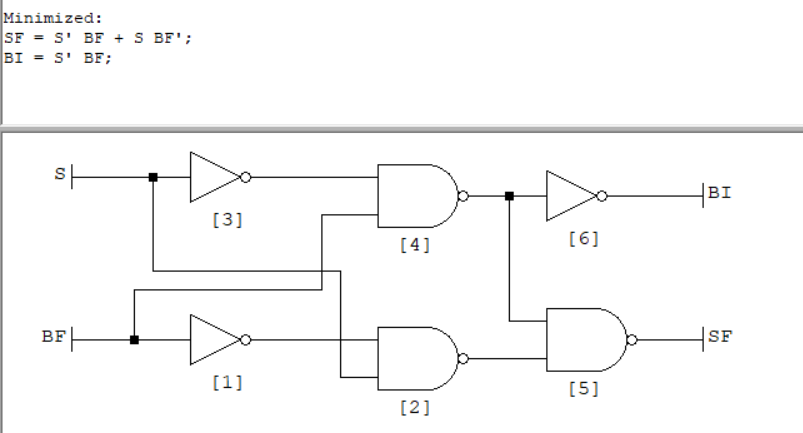 Minimized:
SF = S' BF + S BF';
BI = S' BF;
S
BI
[3]
[4]
[6]
BF
SF
[1]
[2]
[5]